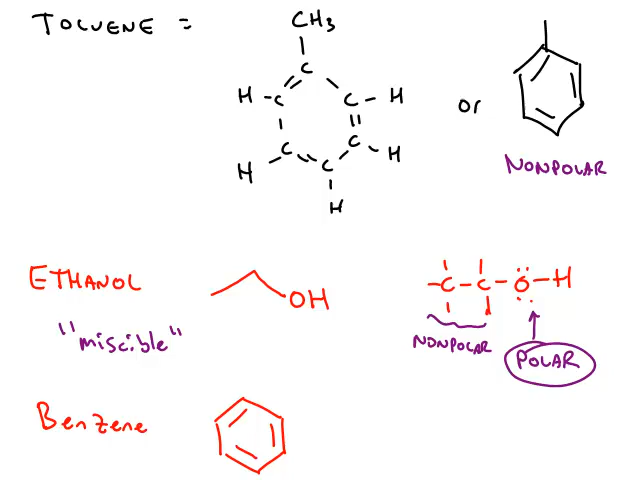 TOLUENE =
CH3
C
H - C
C - H
or
C
C
H
H
C
H
NONPOLAR
ETHANOL
OH
- C - C - O - H
"miscible"
NONPOLAR
POLAR
Benzene